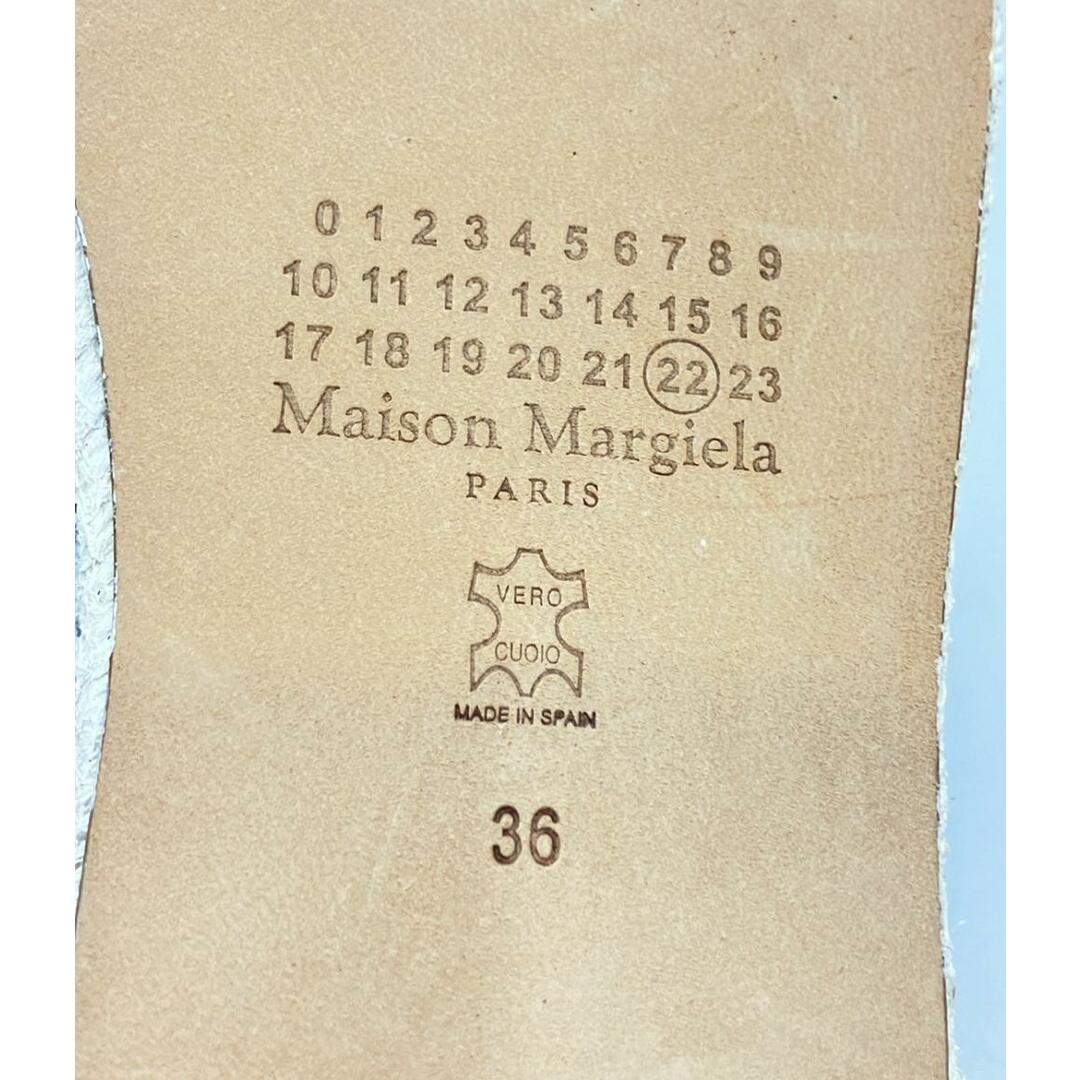 0 1 2 3 4 5 6 7 8 9
10 11 12 13 14 15 16
17 18 19 20 21 22 23
Maison Margiela
PARIS
VERO
CUOIO
MADE IN SPAIN
36